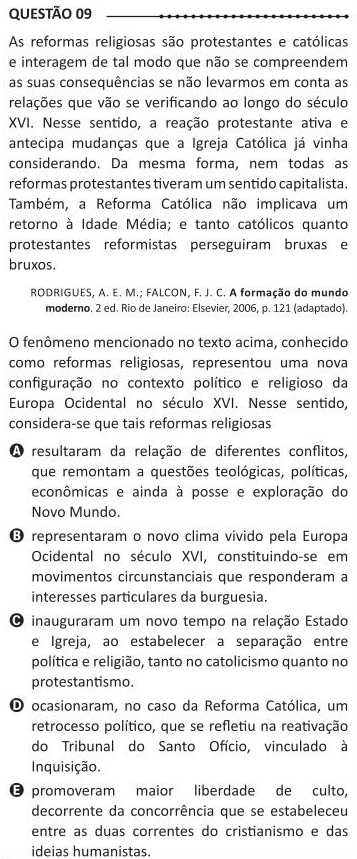 QUESTÃO 09
As reformas religiosas são protestantes e católicas
e interagem de tal modo que não se compreendem
as suas consequências se não levarmos em conta as
relações que vão se verificando ao longo do século
XVI. Nesse sentido, a reação protestante ativa e
antecipa mudanças que a Igreja Católica já vinha
considerando. Da mesma forma, nem todas as
reformas protestantes tiveram um sentido capitalista.
Também, a Reforma Católica não implicava um
retorno à Idade Média; e tanto católicos quanto
protestantes reformistas perseguiram bruxas e
bruxos.
RODRIGUES, A. E. M.; FALCON, F. J. C. A formação do mundo
moderno. 2 ed. Rio de Janeiro: Elsevier, 2006, p. 121 (adaptado).
O fenômeno mencionado no texto acima, conhecido
como reformas religiosas, representou uma nova
configuração no contexto político e religioso da
Europa Ocidental no século XVI. Nesse sentido,
considera-se que tais reformas religiosas
A resultaram da relação de diferentes conflitos,
que remontam a questões teológicas, políticas,
econômicas e ainda à posse e exploração do
Novo Mundo.
B representaram o novo clima vivido pela Europa
Ocidental no século XVI, constituindo-se em
movimentos circunstanciais que responderam a
interesses particulares da burguesia.
C inauguraram um novo tempo na relação Estado
e Igreja, ao estabelecer a separação entre
política e religião, tanto no catolicismo quanto no
protestantismo.
D ocasionaram, no caso da Reforma Católica, um
retrocesso político, que se refletiu na reativação
do Tribunal do Santo Ofício, vinculado à
Inquisição.
E promoveram maior liberdade de culto,
decorrente da concorrência que se estabeleceu
entre as duas correntes do cristianismo e das
ideias humanistas.